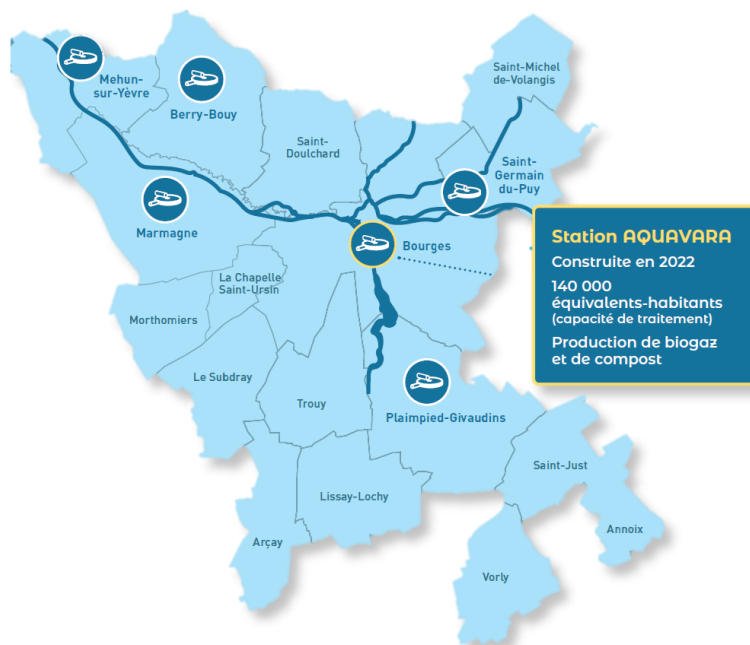 Saint-Michel
de-Volangis
Mehun-
sur-Yèvre
Berry-Bouy
Saint-
Doulchard
Saint-
Germain
du-Puy
Marmagne
Bourges
Station AQUAVARA
Construite en 2022
140 000
équivalents-habitants
(capacité de traitement)
Production de biogaz
et de compost
La Chapelle
Saint-Ursin
Morthomiers
Le Subdray
Trouy
Plaimpied-Givaudins
Saint-Just
Lissay-Lochy
Annoix
Arçay
Vorly